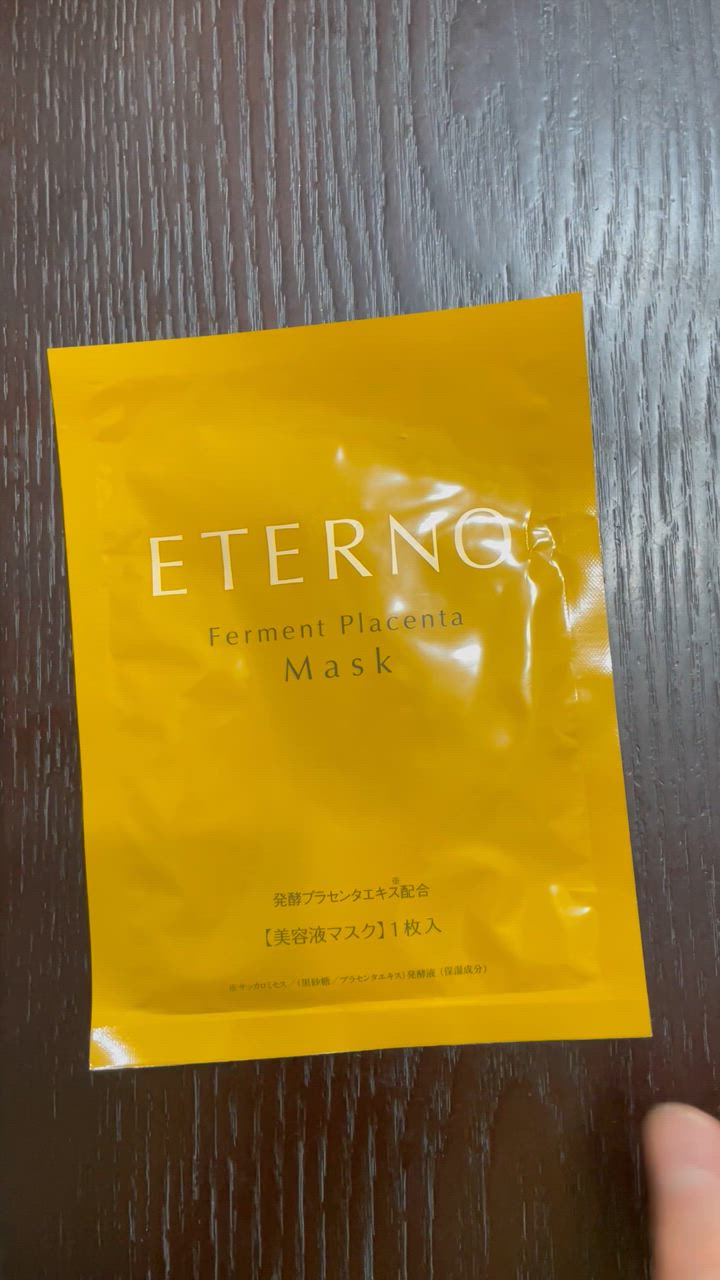 ETERNO
Ferment Placenta
Mask
※
発酵プラセンタエキス配合
【美容液マスク】1枚入
※サッカロミセス／(黒砂糖／プラセンタエキス)発酵液（保湿成分）